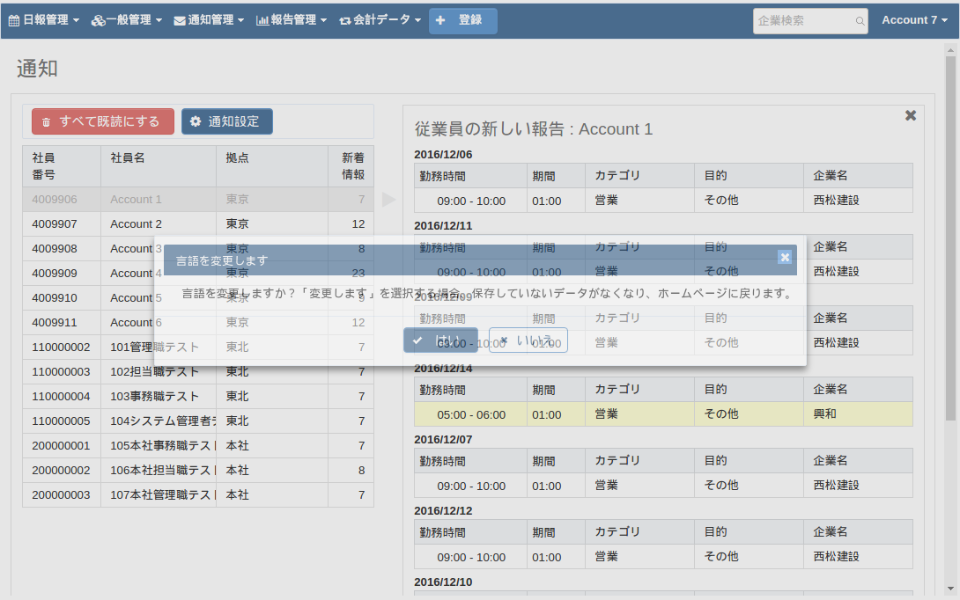 日報管理 一般管理 通知管理 報告管理 会計データ 登録 企業検索 Account 7
通知
すべて既読にする 通知設定
社員番号 社員名 拠点 新着情報
4009906 Account 1 東京 7
4009907 Account 2 東京 12
4009908 Account 3 東京 8
4009909 Account 4 東京 23
4009910 Account 5 東京 9
4009911 Account 6 東京 12
110000002 101管理職テスト 東北 7
110000003 102担当職テスト 東北 7
110000004 103事務職テスト 東北 7
110000005 104システム管理者テ 東北 7
200000001 105本社事務職テスト 本社 7
200000002 106本社担当職テスト 本社 8
200000003 107本社管理職テスト 本社 7
従業員の新しい報告 : Account 1
2016/12/06
勤務時間 期間 カテゴリ 目的 企業名
09:00 - 10:00 01:00 営業 その他 西松建設
2016/12/11
勤務時間 期間 カテゴリ 目的 企業名
09:00 - 10:00 01:00 営業 その他 西松建設
2016/12/09
勤務時間 期間 カテゴリ 目的 企業名
09:00 - 10:00 01:00 営業 その他 西松建設
2016/12/14
勤務時間 期間 カテゴリ 目的 企業名
05:00 - 06:00 01:00 営業 その他 興和
2016/12/07
勤務時間 期間 カテゴリ 目的 企業名
09:00 - 10:00 01:00 営業 その他 西松建設
2016/12/12
勤務時間 期間 カテゴリ 目的 企業名
09:00 - 10:00 01:00 営業 その他 西松建設
2016/12/10
言語を変更します
言語を変更しますか？「変更します」を選択する場合、保存していないデータがなくなり、ホームページに戻ります。
はい いいえ